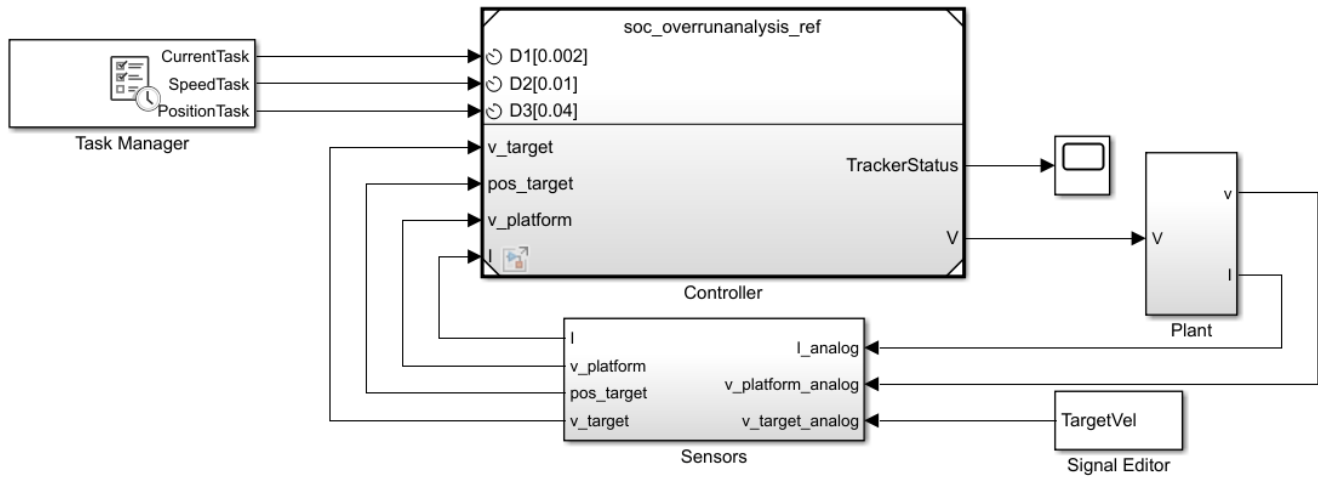 soc_overrunanalysis_ref
CurrentTask
SpeedTask
PositionTask
Task Manager
D1[0.002]
D2[0.01]
D3[0.04]
v_target
pos_target
v_platform
I
TrackerStatus
V
Controller
V
v
I
Plant
I
v_platform
pos_target
v_target
I_analog
v_platform_analog
v_target_analog
Sensors
TargetVel
Signal Editor